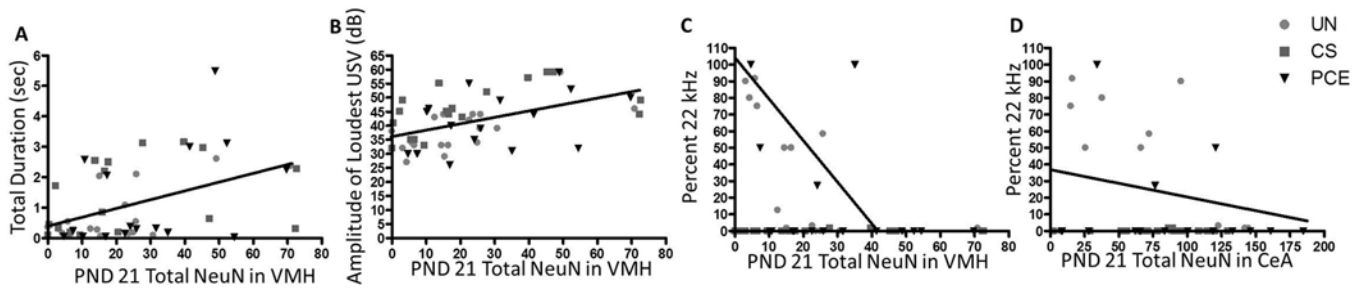 A
Total Duration (sec)
6
5
4
3
2
1
0
0 10 20 30 40 50 60 70 80
PND 21 Total NeuN in VMH
B
Amplitude of Loudest USV (dB)
65
60
55
50
45
40
35
30
25
20
15
10
5
0
0 10 20 30 40 50 60 70 80
PND 21 Total NeuN in VMH
C
Percent 22 kHz
110
100
90
80
70
60
50
40
30
20
10
0
0 10 20 30 40 50 60 70 80
PND 21 Total NeuN in VMH
D
Percent 22 kHz
110
100
90
80
70
60
50
40
30
20
10
0
0 25 50 75 100 125 150 175 200
PND 21 Total NeuN in CeA
UN
CS
PCE